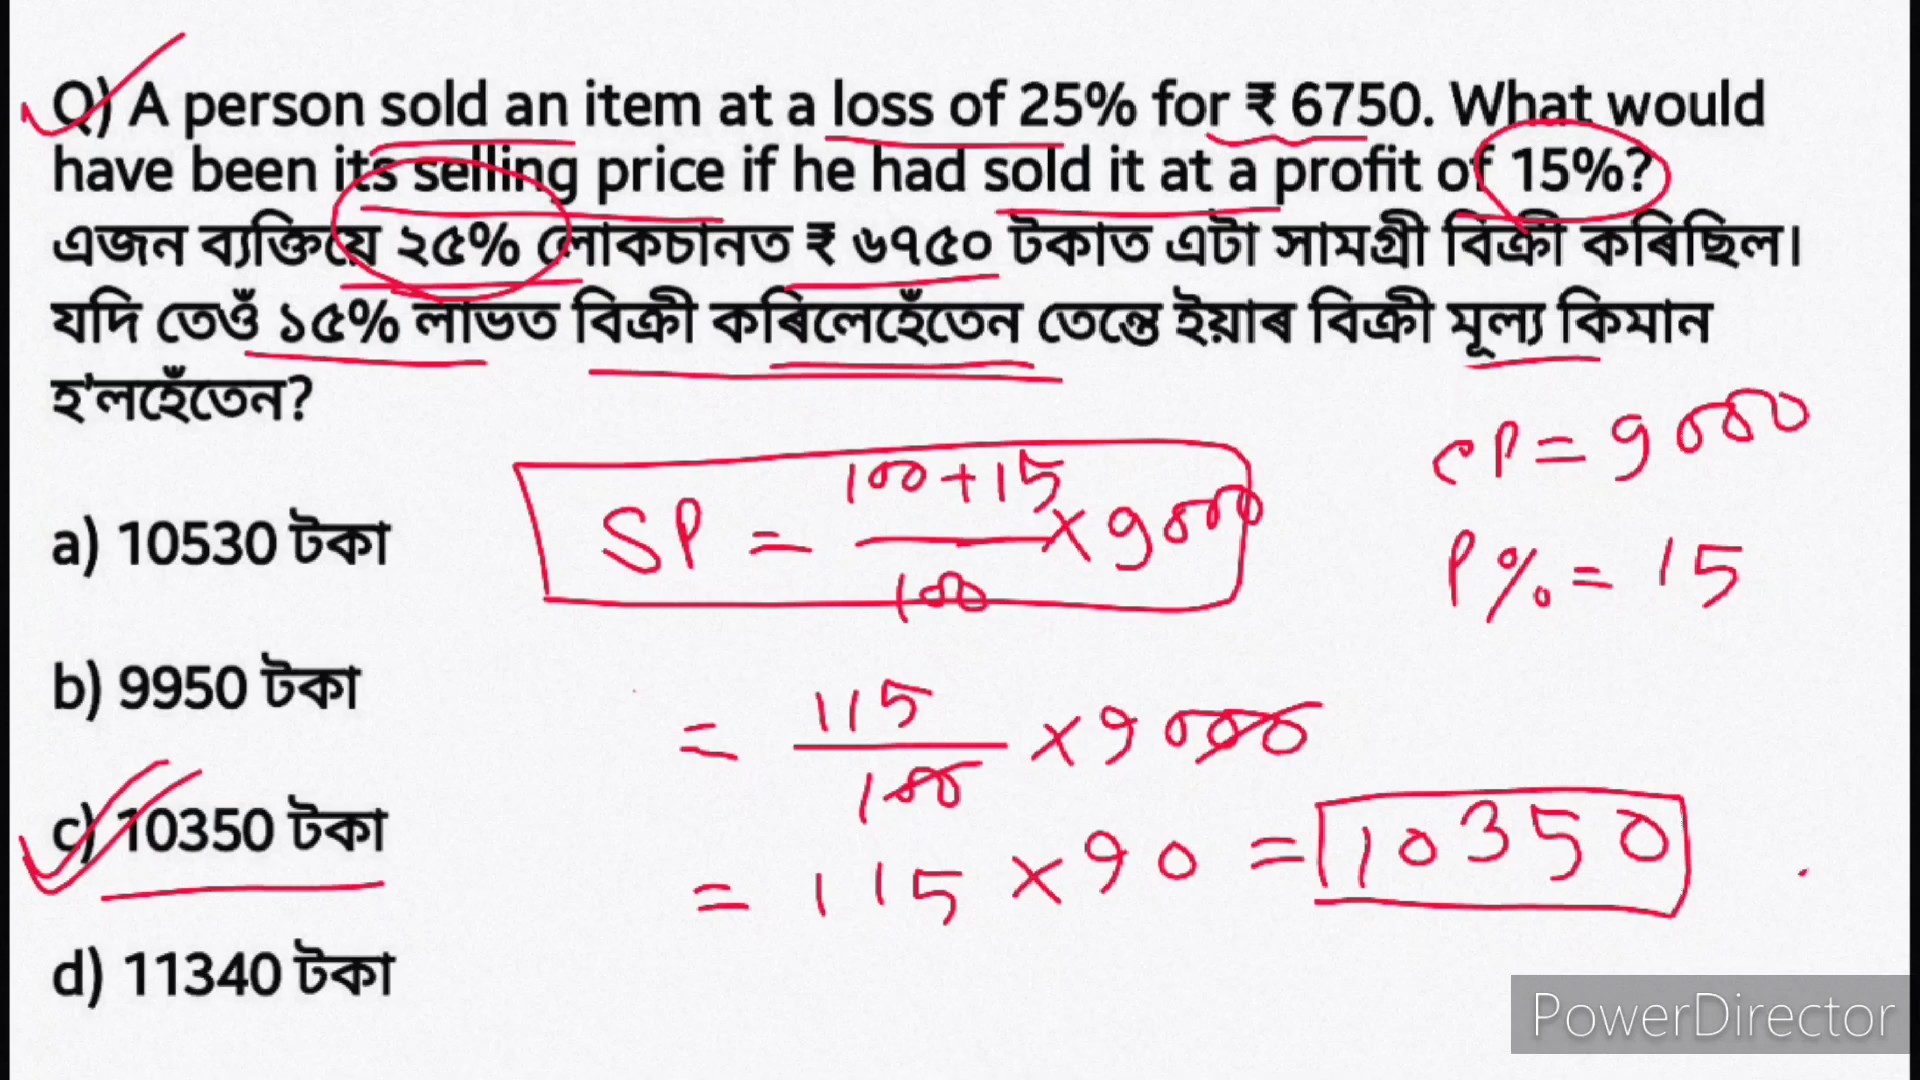 Q) A person sold an item at a loss of 25% for ₹ 6750. What would
have been its selling price if he had sold it at a profit of 15%?
এজন ব্যক্তিয়ে ২৫% লোকচানত ₹ ৬৭৫০ টকাত এটা সামগ্ৰী বিক্ৰী কৰিছিল।
যদি তেওঁ ১৫% লাভত বিক্ৰী কৰিলেহেঁতেন তেন্তে ইয়াৰ বিক্ৰী মূল্য কিমান
হ'লহেঁতেন?
CP = 9000
P% = 15
SP = 100+15/100 × 9000
= 115/100 × 9000
= 115 × 90 = 10350
a) 10530 টকা
b) 9950 টকা
c) 10350 টকা
d) 11340 টকা
PowerDirector